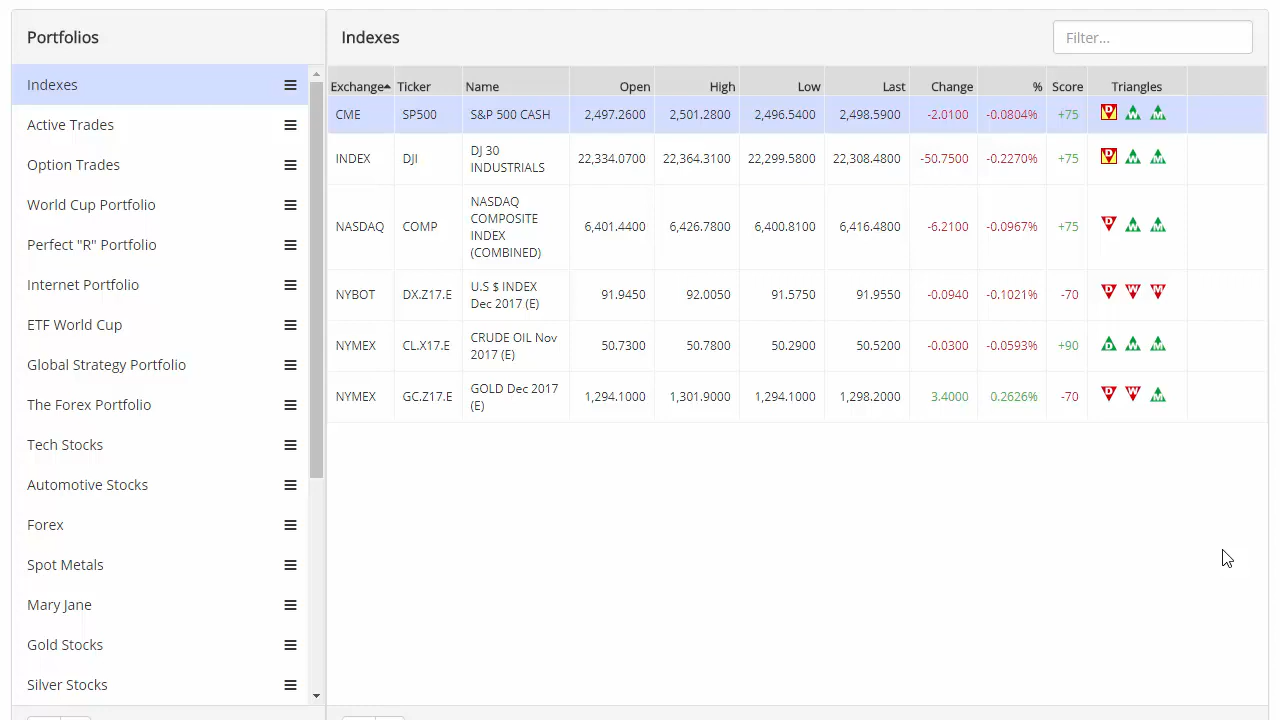 Portfolios
Indexes
Active Trades
Option Trades
World Cup Portfolio
Perfect "R" Portfolio
Internet Portfolio
ETF World Cup
Global Strategy Portfolio
The Forex Portfolio
Tech Stocks
Automotive Stocks
Forex
Spot Metals
Mary Jane
Gold Stocks
Silver Stocks
Indexes
Filter...
Exchange Ticker Name Open High Low Last Change % Score Triangles
CME SP500 S&P 500 CASH 2,497.2600 2,501.2800 2,496.5400 2,498.5900 -2.0100 -0.0804% +75 D W M
INDEX DJI DJ 30
INDUSTRIALS 22,334.0700 22,364.3100 22,299.5800 22,308.4800 -50.7500 -0.2270% +75 D W M
NASDAQ COMP NASDAQ
COMPOSITE
INDEX
(COMBINED) 6,401.4400 6,426.7800 6,400.8100 6,416.4800 -6.2100 -0.0967% +75 D W M
NYBOT DX.Z17.E U.S $ INDEX
Dec 2017 (E) 91.9450 92.0050 91.5750 91.9550 -0.0940 -0.1021% -70 D W M
NYMEX CL.X17.E CRUDE OIL Nov
2017 (E) 50.7300 50.7800 50.2900 50.5200 -0.0300 -0.0593% +90 D W M
NYMEX GC.Z17.E GOLD Dec 2017
(E) 1,294.1000 1,301.9000 1,294.1000 1,298.2000 3.4000 0.2626% -70 D W M